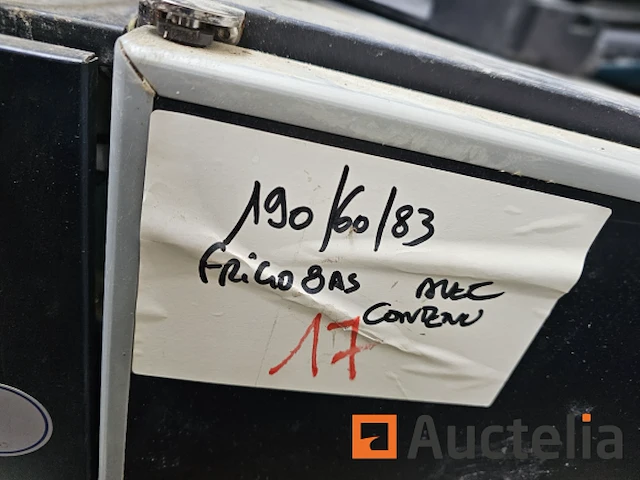 190/60/83
FRIGO BAS AVEC
CONTENU
17
Auctelia